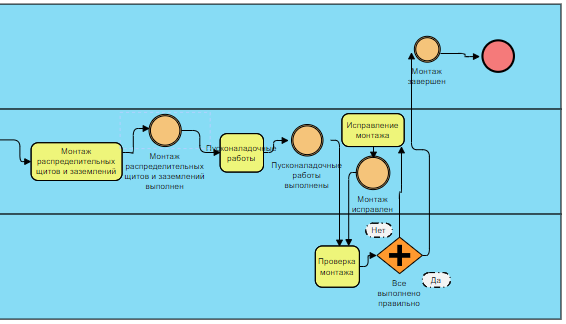 Монтаж
завершен
Монтаж
распределительных
щитов и заземлений
Монтаж
распределительных
щитов и заземлений
выполнен
Пусконаладочные
работы
Пусконаладочные
работы
выполнены
Исправление
монтажа
Монтаж
исправлен
Нет
Проверка
монтажа
Все
выполнено
правильно
Да